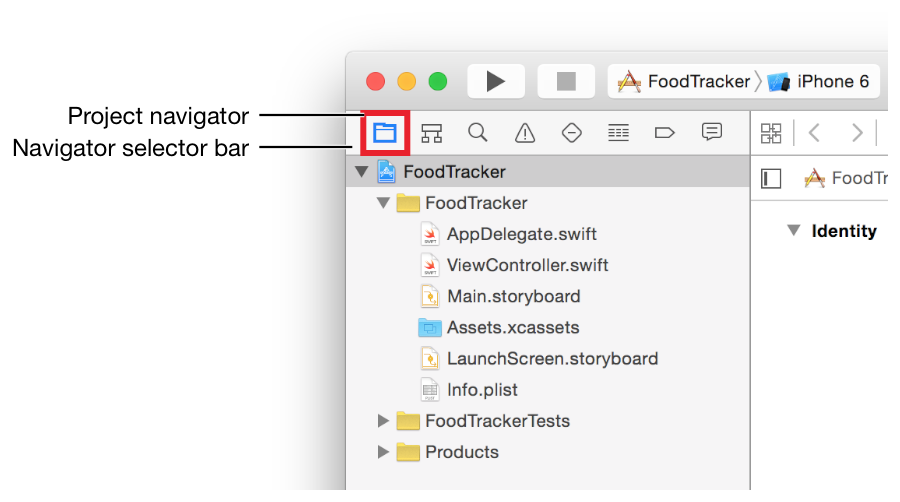 FoodTracker
iPhone 6
Project navigator
Navigator selector bar
FoodTracker
FoodTr
FoodTracker
AppDelegate.swift
Identity
ViewController.swift
Main.storyboard
Assets.xcassets
LaunchScreen.storyboard
Info.plist
FoodTrackerTests
Products